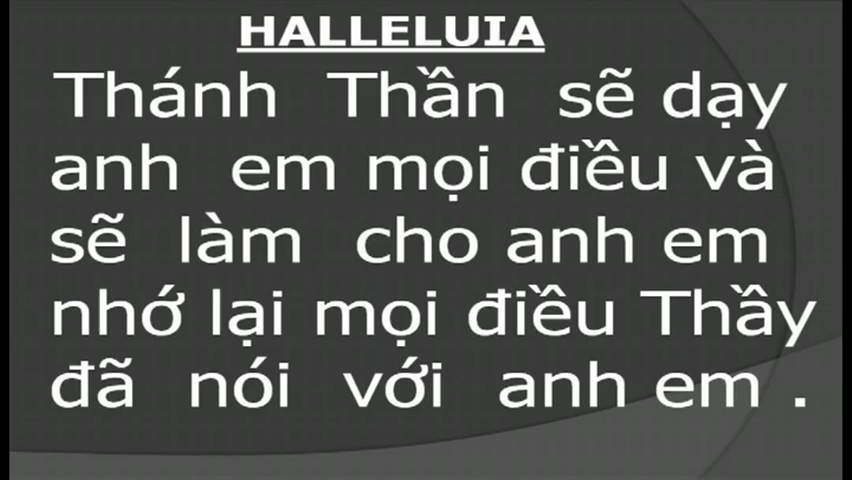 HALLELUIA
Thánh Thần sẽ dạy
anh em mọi điều và
sẽ làm cho anh em
nhớ lại mọi điều Thầy
đã nói với anh em .